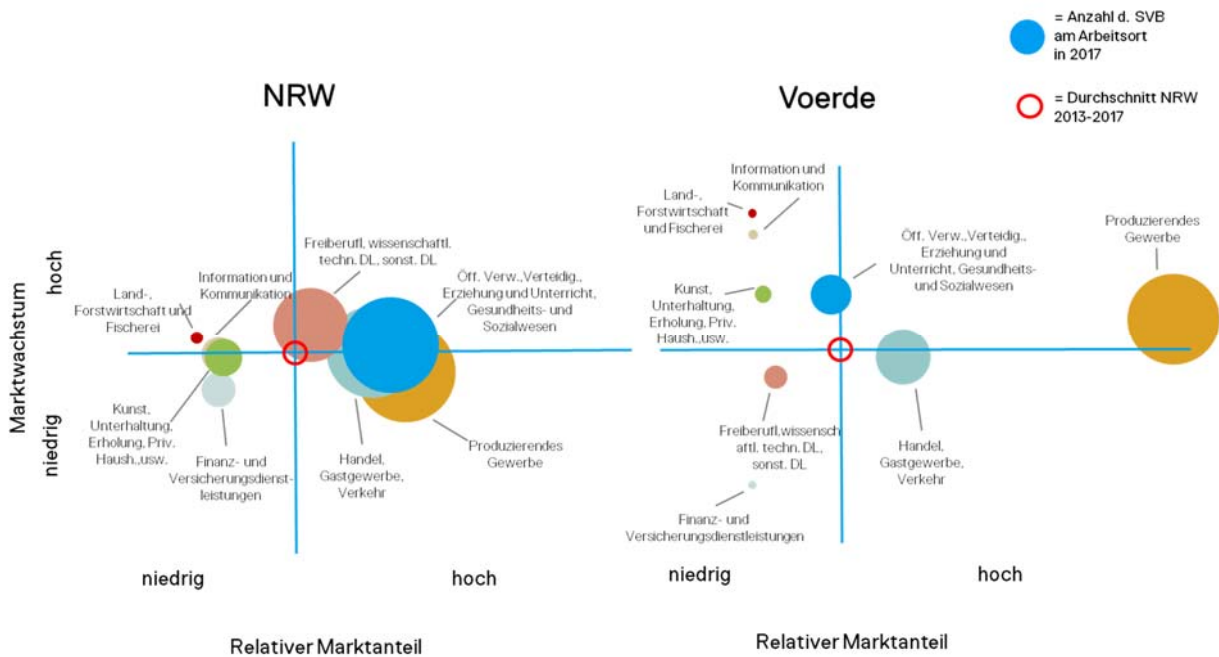 = Anzahl d. SVB
am Arbeitsort
in 2017
= Durchschnitt NRW
2013-2017
NRW
Marktwachstum
hoch
niedrig
Land-,
Forstwirtschaft und
Fischerei
Information und
Kommunikation
Freiberufl, wissenschaftl.
techn. DL, sonst. DL
Öff. Verw.,Verteidig.,
Erziehung und Unterricht,
Gesundheits- und
Sozialwesen
Kunst,
Unterhaltung,
Erholung, Priv.
Haush.,usw.
Finanz- und
Versicherungsdienst-
leistungen
Handel,
Gastgewerbe,
Verkehr
Produzierendes
Gewerbe
niedrig
hoch
Relativer Marktanteil
Voerde
Information und
Kommunikation
Land-,
Forstwirtschaft
und Fischerei
Öff. Verw.,Verteidig.,
Erziehung und
Unterricht, Gesundheits-
und Sozialwesen
Produzierendes
Gewerbe
Kunst,
Unterhaltung,
Erholung, Priv.
Haush.,usw.
Freiberufl,wissensch
aftl. techn. DL,
sonst. DL
Handel,
Gastgewerbe,
Verkehr
Finanz- und
Versicherungsdienstleistungen
niedrig
hoch
Relativer Marktanteil